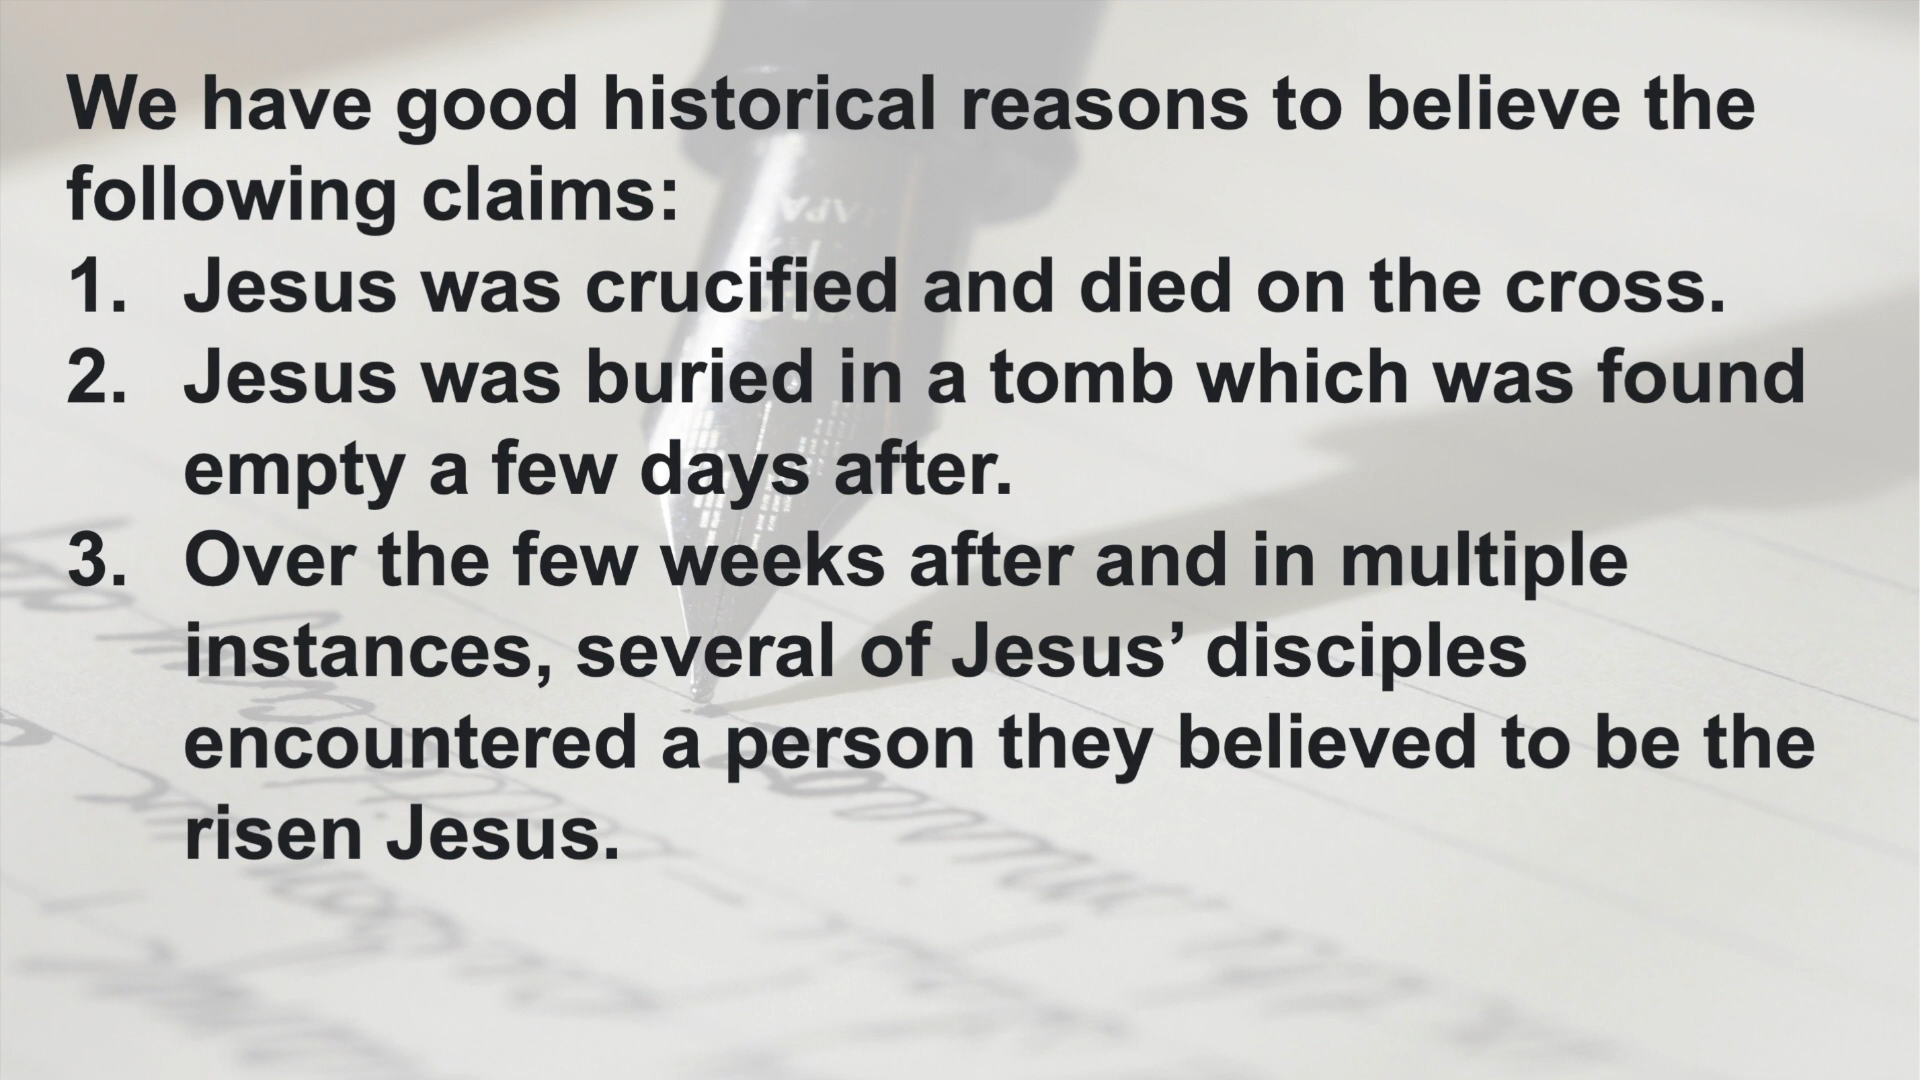 We have good historical reasons to believe the
following claims:
1. Jesus was crucified and died on the cross.
2. Jesus was buried in a tomb which was found
empty a few days after.
3. Over the few weeks after and in multiple
instances, several of Jesus’ disciples
encountered a person they believed to be the
risen Jesus.